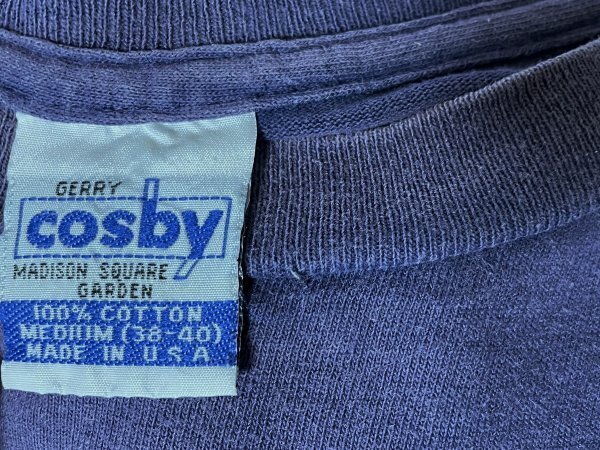 GERRY
cosby
MADISON SQUARE
GARDEN
100% COTTON
MEDIUM (38-40)
MADE IN U.S.A